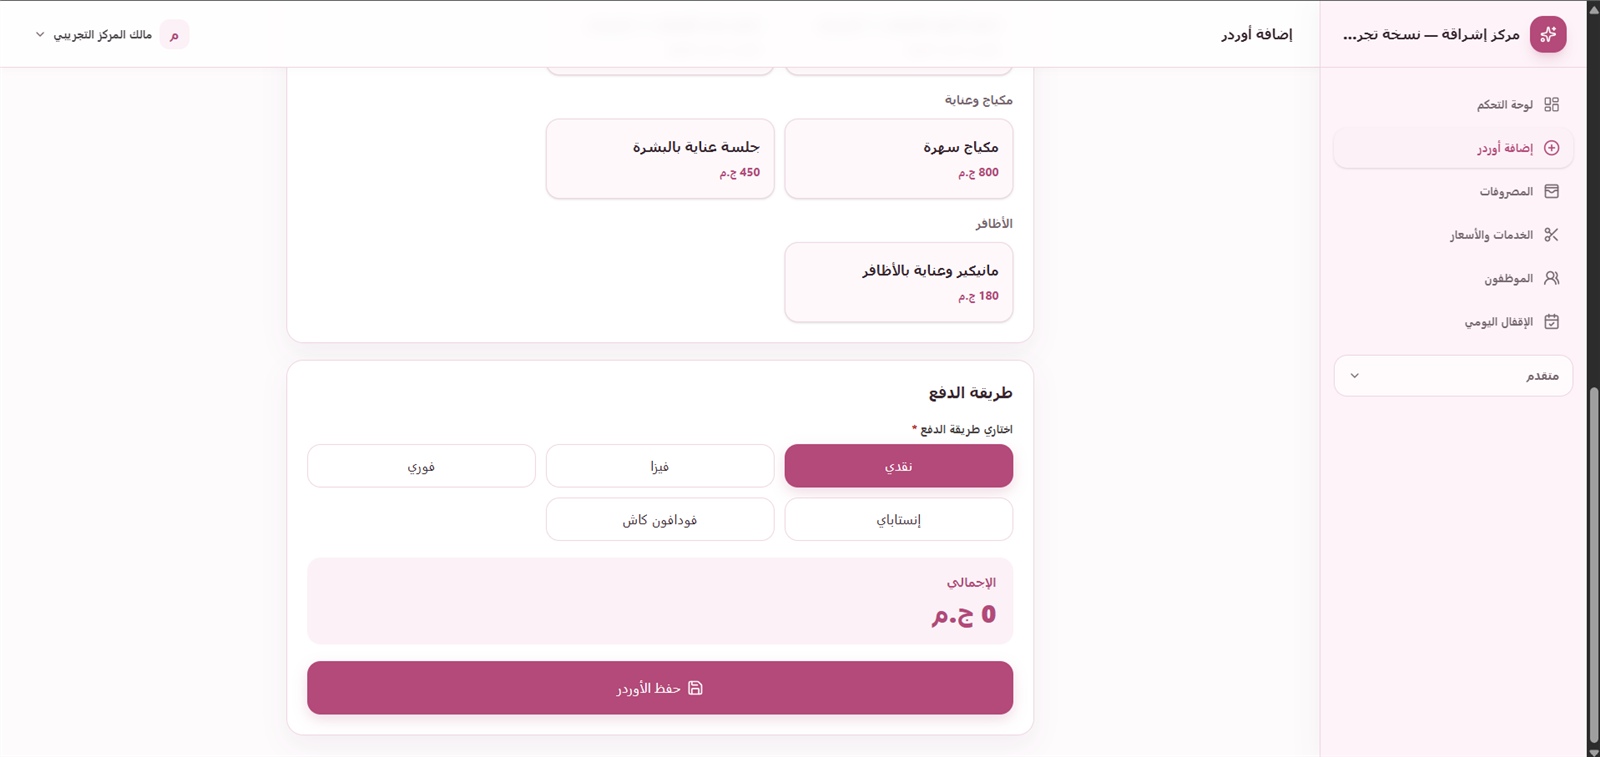 مركز إشراقة — نسخة تجر...
إضافة أوردر
م
مالك المركز التجريبي
لوحة التحكم
إضافة أوردر
المصروفات
الخدمات والأسعار
الموظفون
الإقفال اليومي
متقدم
مكياج وعناية
مكياج سهرة
800 ج.م
جلسة عناية بالبشرة
450 ج.م
الأظافر
مانيكير وعناية بالأظافر
180 ج.م
طريقة الدفع
اختاري طريقة الدفع *
نقدي
فيزا
فوري
إنستاباي
فودافون كاش
الإجمالي
0 ج.م
حفظ الأوردر